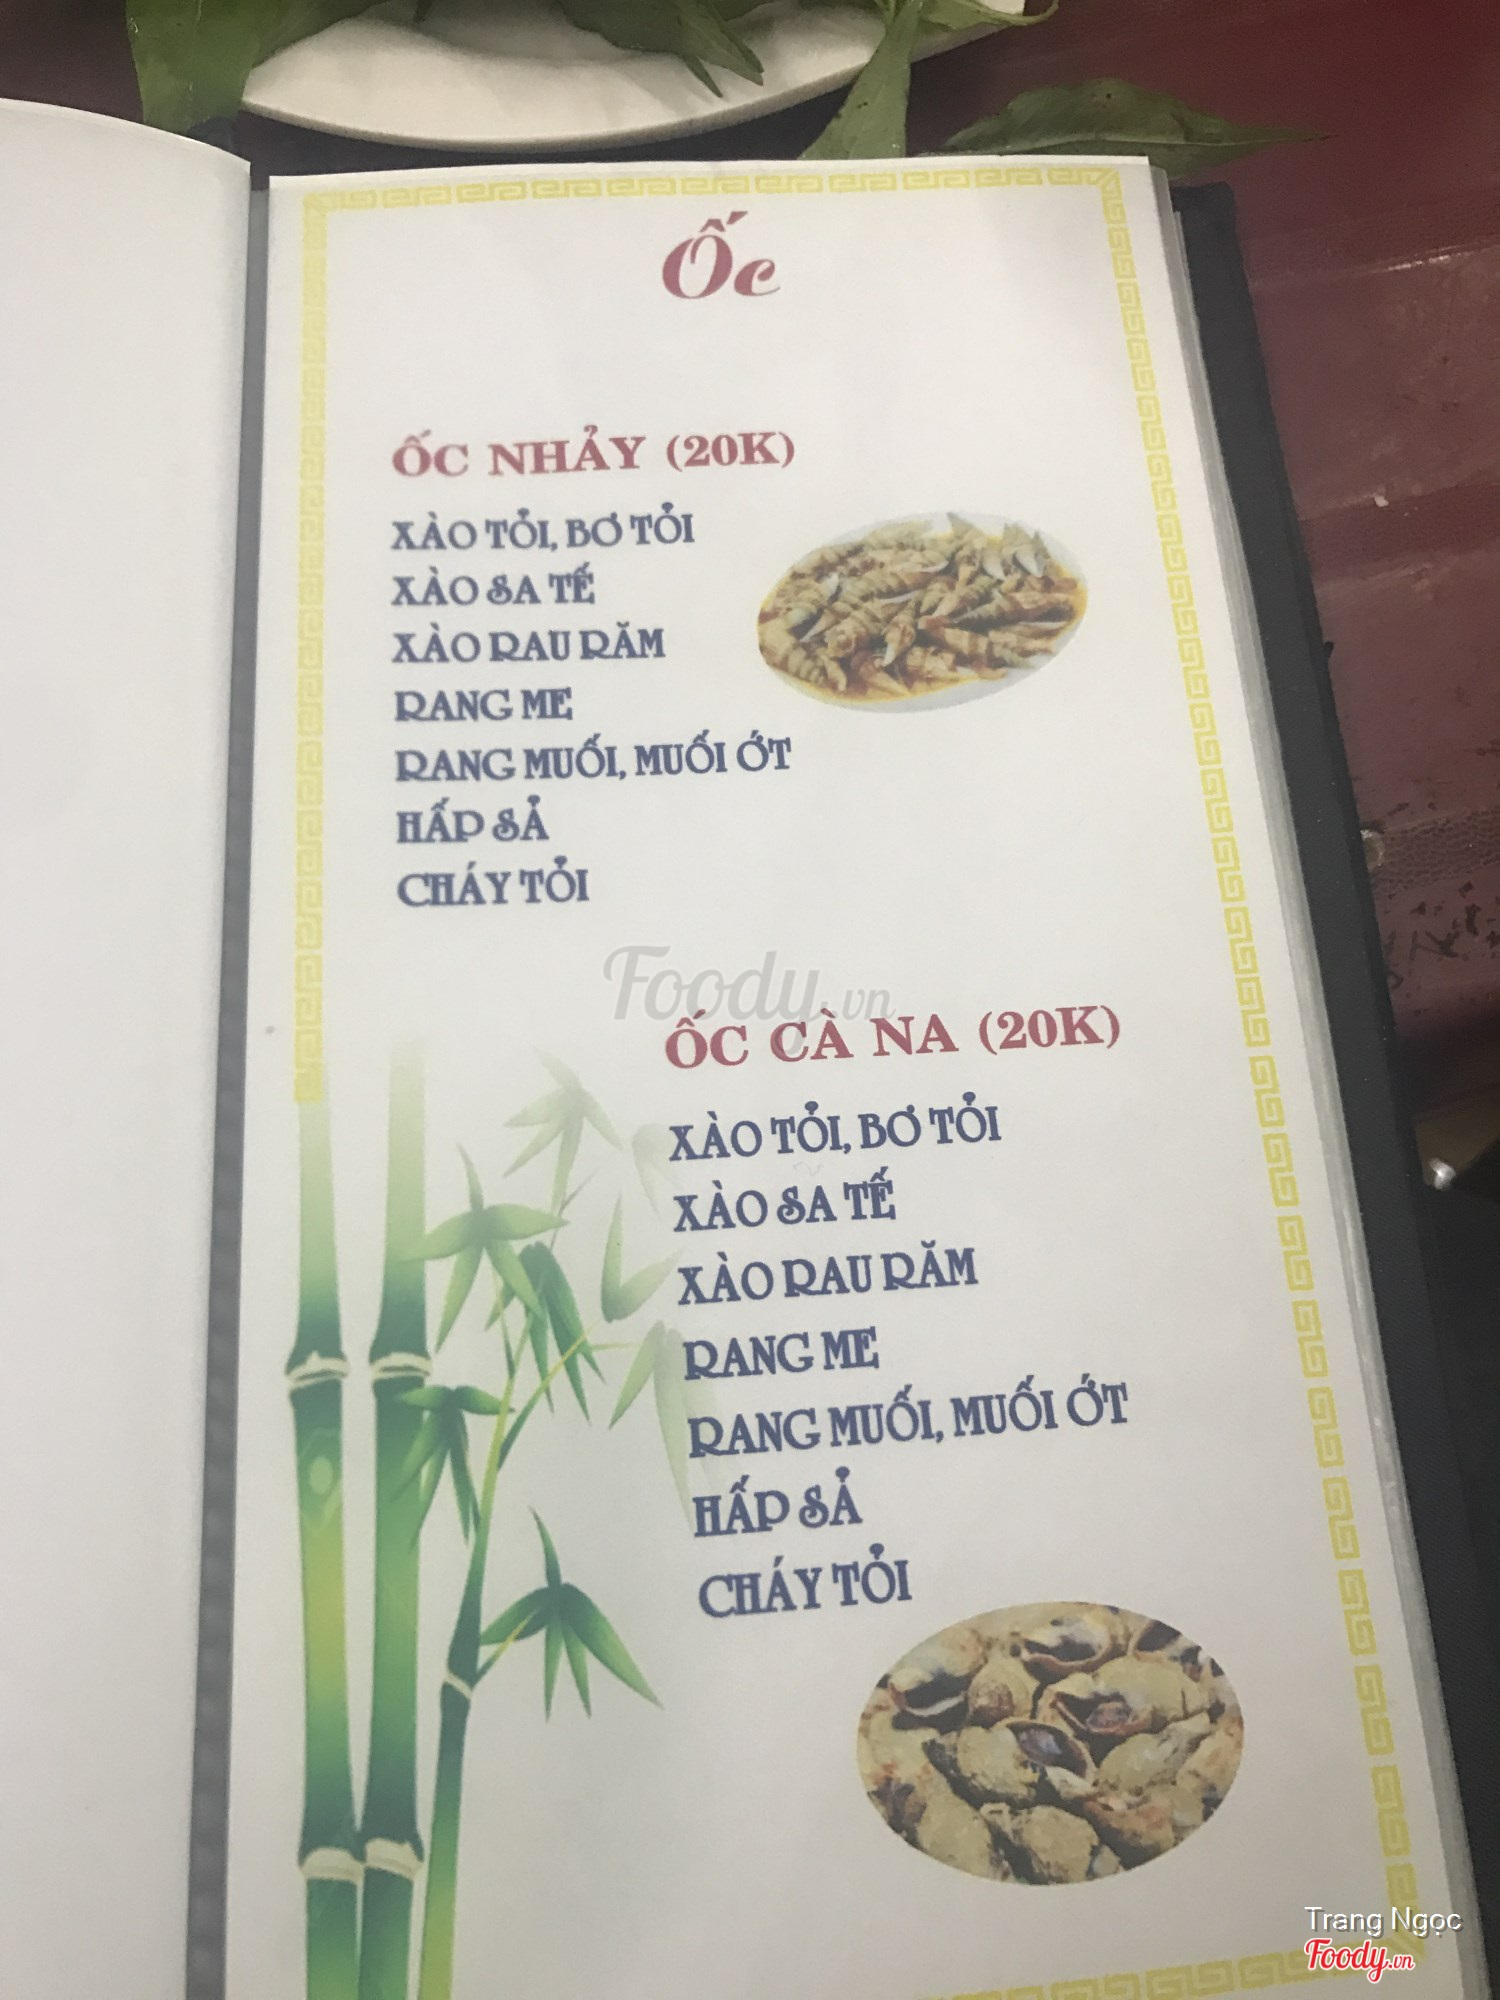 Ốc
ỐC NHẢY (20K)
XÀO TỎI, BƠ TỎI
XÀO SA TẾ
XÀO RAU RĂM
RANG ME
RANG MUỐI, MUỐI ỚT
HẤP SẢ
CHÁY TỎI
Foody.vn
ỐC CÀ NA (20K)
XÀO TỎI, BƠ TỎI
XÀO SA TẾ
XÀO RAU RĂM
RANG ME
RANG MUỐI, MUỐI ỚT
HẤP SẢ
CHÁY TỎI
Trang Ngọc
Foody.vn